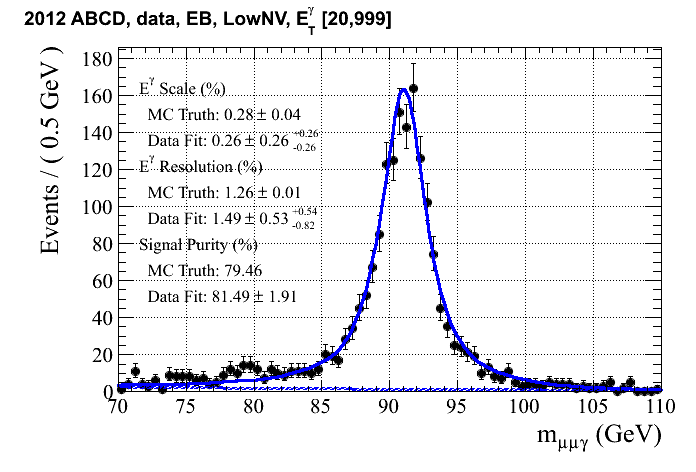 2012 ABCD, data, EB, LowNV, E_T^γ [20,999]
Events / ( 0.5 GeV )
180
160
140
120
100
80
60
40
20
0
E^γ Scale (%)
MC Truth: 0.28 ± 0.04
Data Fit: 0.26 ± 0.26 +0.26 -0.26
E^γ Resolution (%)
MC Truth: 1.26 ± 0.01
Data Fit: 1.49 ± 0.53 +0.54 -0.82
Signal Purity (%)
MC Truth: 79.46
Data Fit: 81.49 ± 1.91
70 75 80 85 90 95 100 105 110
m_μμγ (GeV)